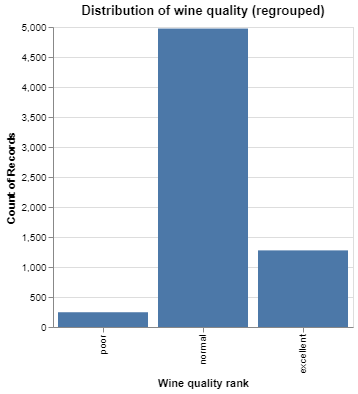 Distribution of wine quality (regrouped)
5,000
4,500
4,000
3,500
3,000
2,500
2,000
1,500
1,000
500
0
Count of Records
poor
normal
excellent
Wine quality rank